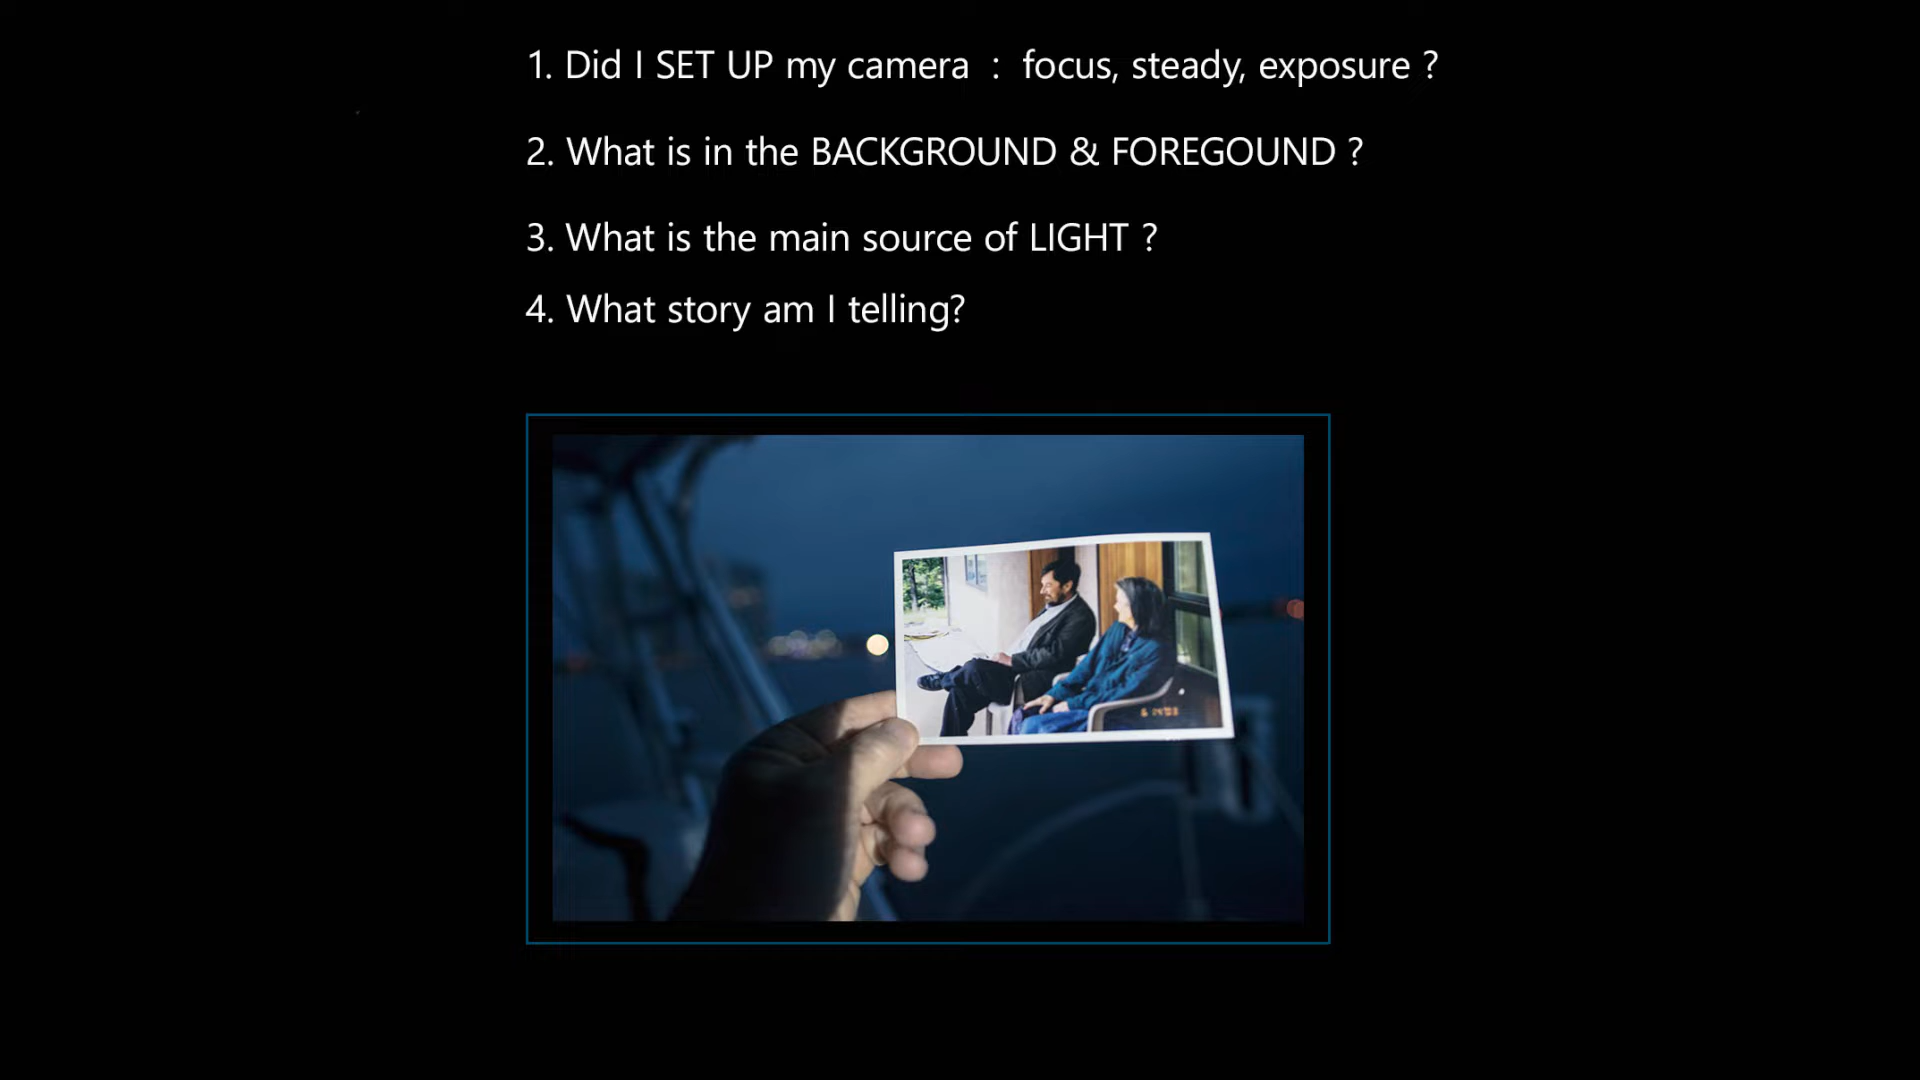 1. Did I SET UP my camera : focus, steady, exposure ?
2. What is in the BACKGROUND & FOREGOUND ?
3. What is the main source of LIGHT ?
4. What story am I telling?